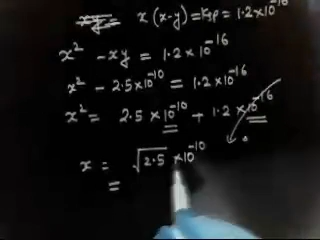 x(x-y) = Ksp = 1.2×10⁻¹⁶
x² - xy = 1.2×10⁻¹⁶
x² - 2.5×10⁻¹⁰ = 1.2×10⁻¹⁶
x² = 2.5×10⁻¹⁰ + 1.2×10⁻¹⁶
x = √2.5 ×10⁻¹⁰